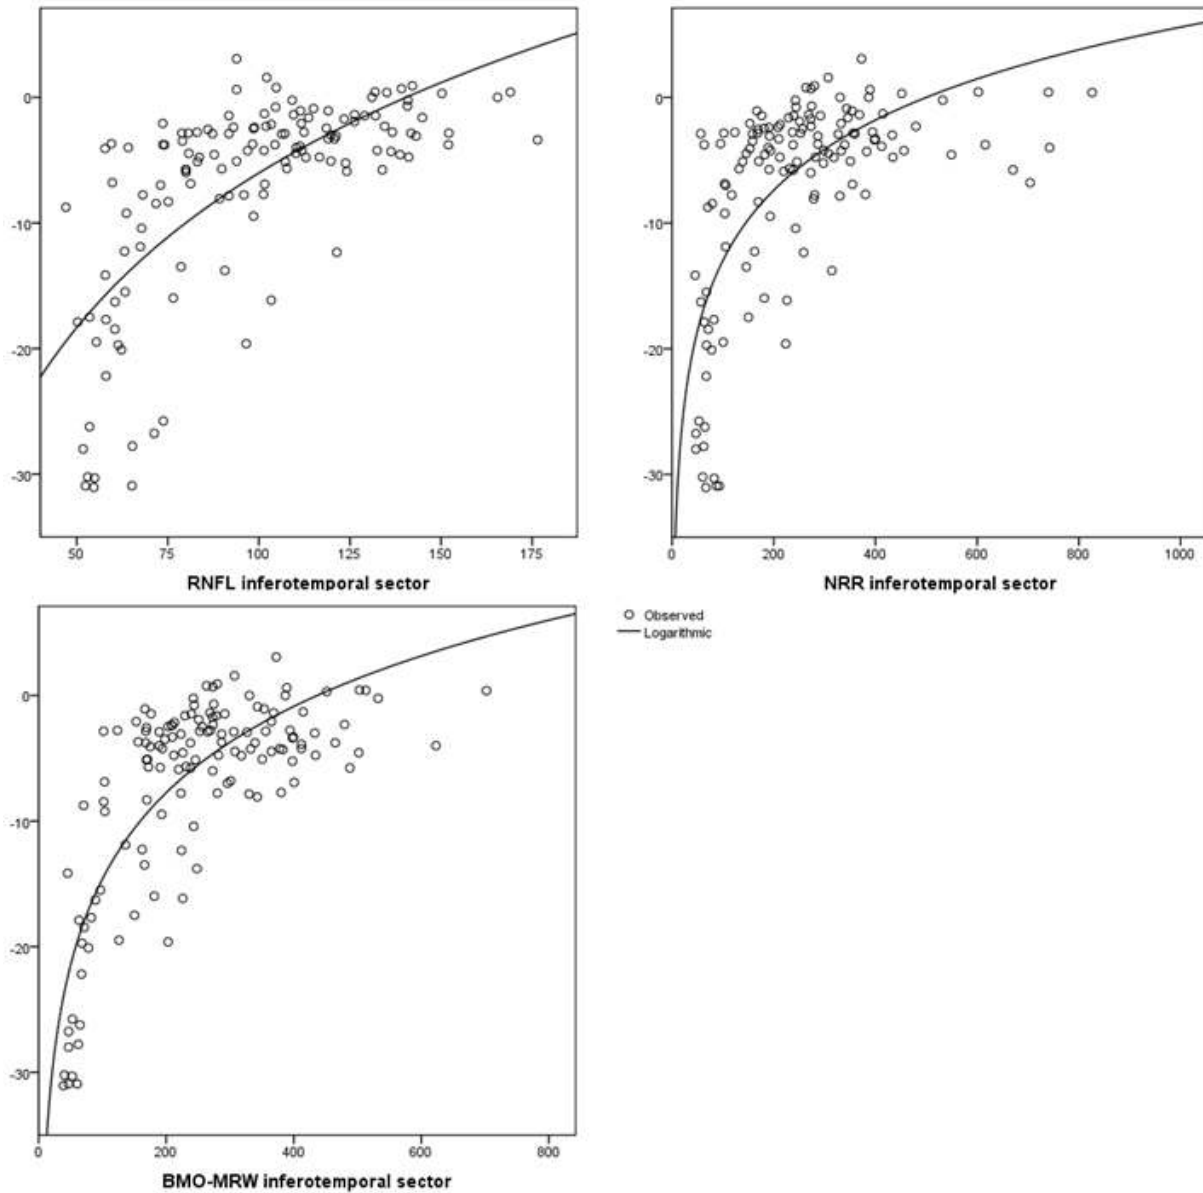 0
-10
-20
-30
50 75 100 125 150 175
RNFL inferotemporal sector
0
-10
-20
-30
0 200 400 600 800 1000
NRR inferotemporal sector
Observed
Logarithmic
0
-10
-20
-30
0 200 400 600 800
BMO-MRW inferotemporal sector